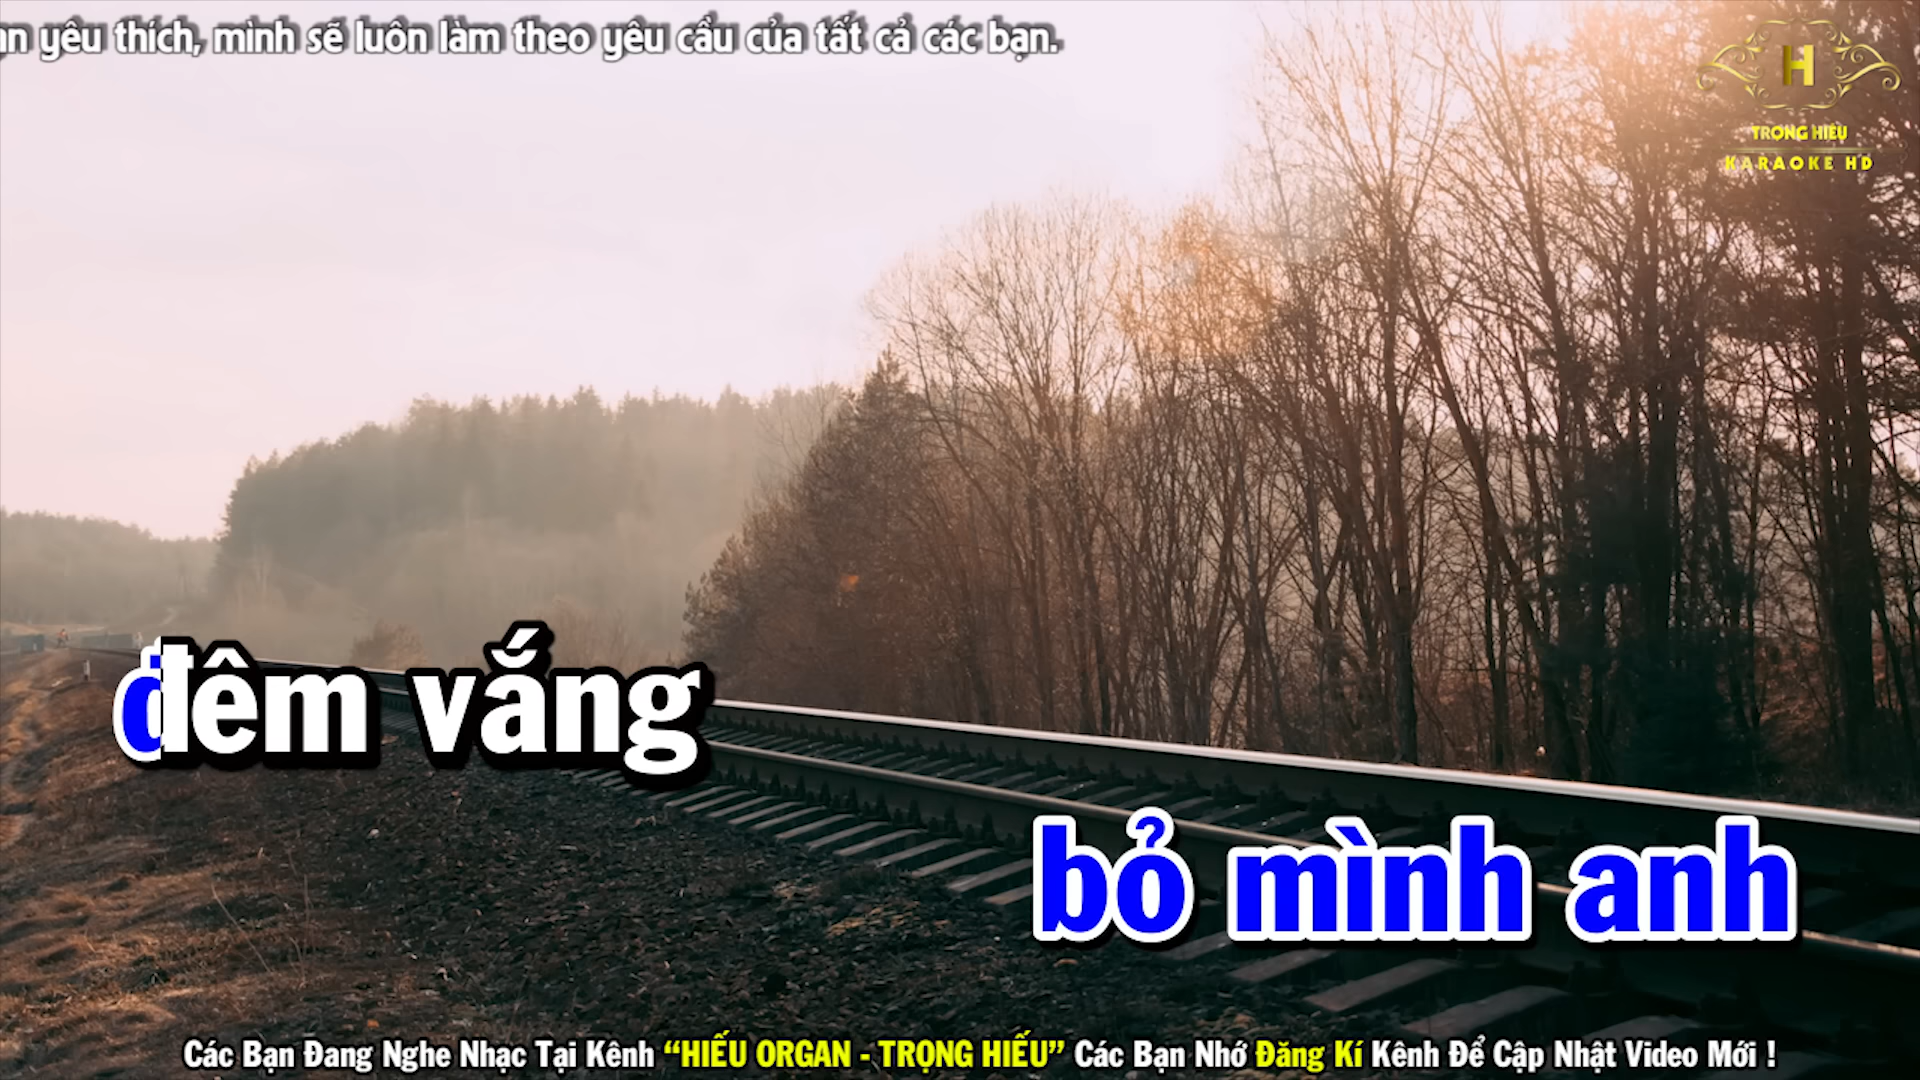 yêu thích, mình sẽ luôn làm theo yêu cầu của tất cả các bạn.
H
TRỌNG HIẾU
KARAOKE HD
đêm vắng
bỏ mình anh
Các Bạn Đang Nghe Nhạc Tại Kênh “HIẾU ORGAN - TRỌNG HIẾU” Các Bạn Nhớ Đăng Kí Kênh Để Cập Nhật Video Mới !